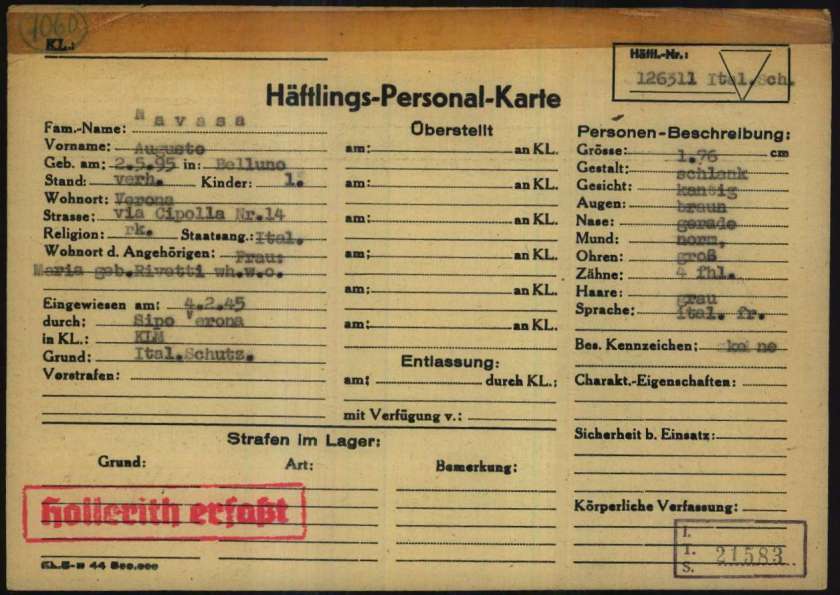 1060
KL.:
Häftl.-Nr.:
126311 Ital.Sch.
Häftlings-Personal-Karte
Fam.-Name: Navasa
Vorname: Augusto
Geb. am: 2.5.95 in: Belluno
Stand: verh. Kinder: 1.
Wohnort: Verona
Strasse: via Cipolla Nr.14
Religion: rk. Staatsang.: Ital.
Wohnort d. Angehörigen: Frau:
Maria geb.Rivetti wh.w.o.
Eingewiesen am: 4.2.45
durch: Sipo Verona
in KL.: KLM
Grund: Ital.Schutz.
Vorstrafen:
Überstellt
am: an KL.
am: an KL.
am: an KL.
am: an KL.
am: an KL.
am: an KL.
Entlassung:
am: durch KL.:
mit Verfügung v.:
Personen-Beschreibung:
Grösse: 1.76 cm
Gestalt: schlank
Gesicht: kantig
Augen: braun
Nase: gerade
Mund: norm.
Ohren: groß
Zähne: 4 fhl.
Haare: grau
Sprache: Ital. fr.
Bes. Kennzeichen: keine
Charakt.-Eigenschaften:
Sicherheit b. Einsatz:
Körperliche Verfassung:
Strafen im Lager:
Grund: Art: Bemerkung:
Hollerith erfaßt
I.
T. 21583
S.